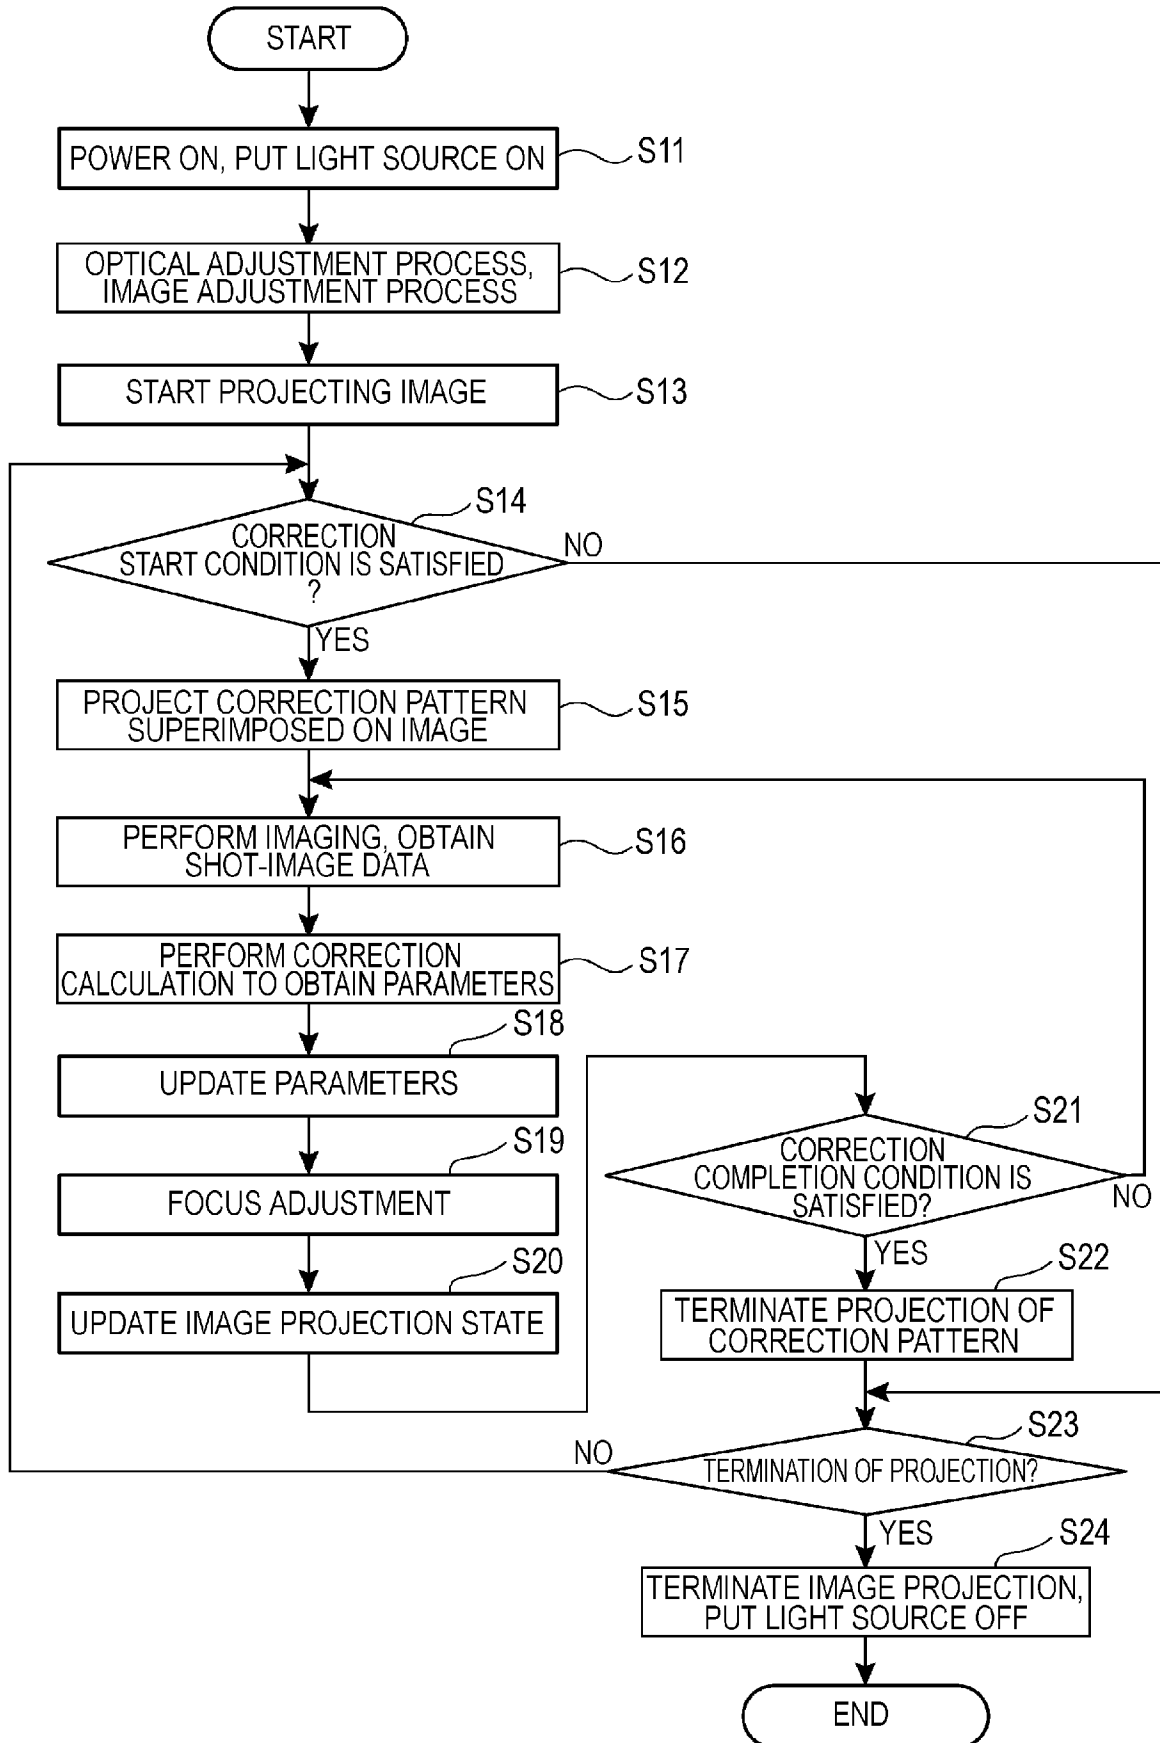 START
POWER ON, PUT LIGHT SOURCE ON
S11
OPTICAL ADJUSTMENT PROCESS,
IMAGE ADJUSTMENT PROCESS
S12
START PROJECTING IMAGE
S13
S14
CORRECTION
START CONDITION IS SATISFIED
?
NO
YES
PROJECT CORRECTION PATTERN
SUPERIMPOSED ON IMAGE
S15
PERFORM IMAGING, OBTAIN
SHOT-IMAGE DATA
S16
PERFORM CORRECTION
CALCULATION TO OBTAIN PARAMETERS
S17
S18
UPDATE PARAMETERS
S19
FOCUS ADJUSTMENT
S20
UPDATE IMAGE PROJECTION STATE
S21
CORRECTION
COMPLETION CONDITION IS
SATISFIED?
NO
YES
S22
TERMINATE PROJECTION OF
CORRECTION PATTERN
S23
NO
TERMINATION OF PROJECTION?
YES
S24
TERMINATE IMAGE PROJECTION,
PUT LIGHT SOURCE OFF
END